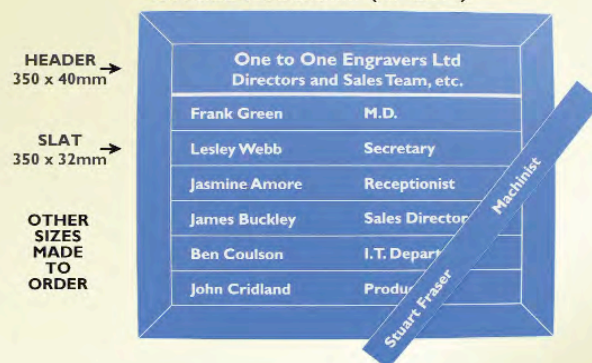 HEADER
350 x 40mm
One to One Engravers Ltd
Directors and Sales Team, etc.
Frank Green M.D.
SLAT
350 x 32mm
Lesley Webb Secretary
Jasmine Amore Receptionist
OTHER
SIZES
MADE
TO
ORDER
James Buckley Sales Director
Ben Coulson I.T. Depart
John Cridland Produ
Stuart Fraser Machinist